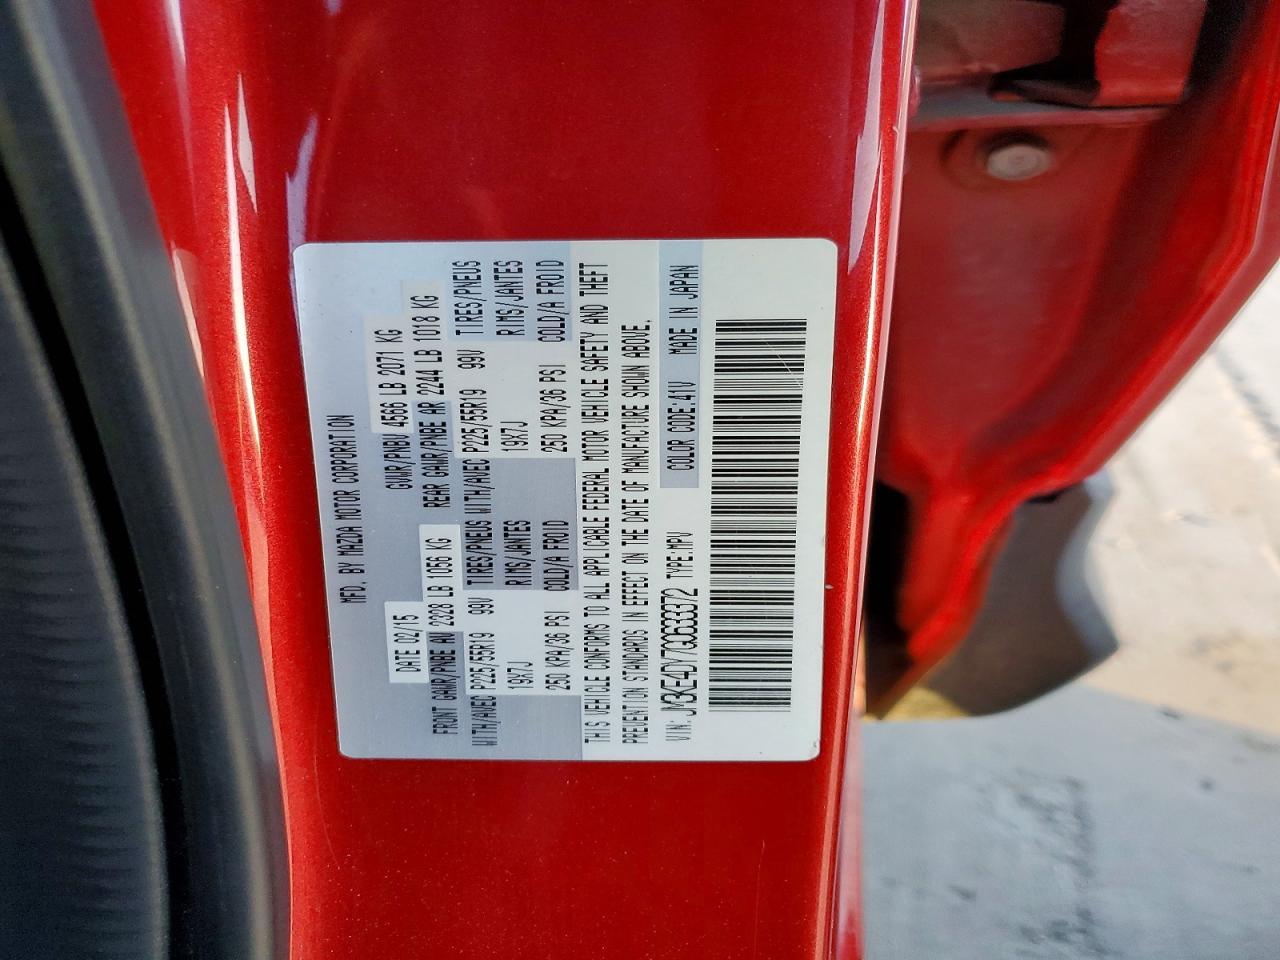 MFD. BY MAZDA MOTOR CORPORATION
DATE 02/15 GVWR/PNBV 4566 LB 2071 KG
FRONT GAWR/PNBE AV 2328 LB 1056 KG REAR GAWR/PNBE AR 2244 LB 1018 KG
WITH/AVEC P225/55R19 99V TIRES/PNEUS WITH/AVEC P225/55R19 99V TIRES/PNEUS
19X7J RIMS/JANTES 19X7J RIMS/JANTES
250 KPA/36 PSI COLD/A FROID 250 KPA/36 PSI COLD/A FROID
THIS VEHICLE CONFORMS TO ALL APPLICABLE FEDERAL MOTOR VEHICLE SAFETY AND THEFT
PREVENTION STANDARDS IN EFFECT ON THE DATE OF MANUFACTURE SHOWN ABOVE.
VIN: JM3KE4DY7G0633372 TYPE:MPV COLOR CODE:41V MADE IN JAPAN